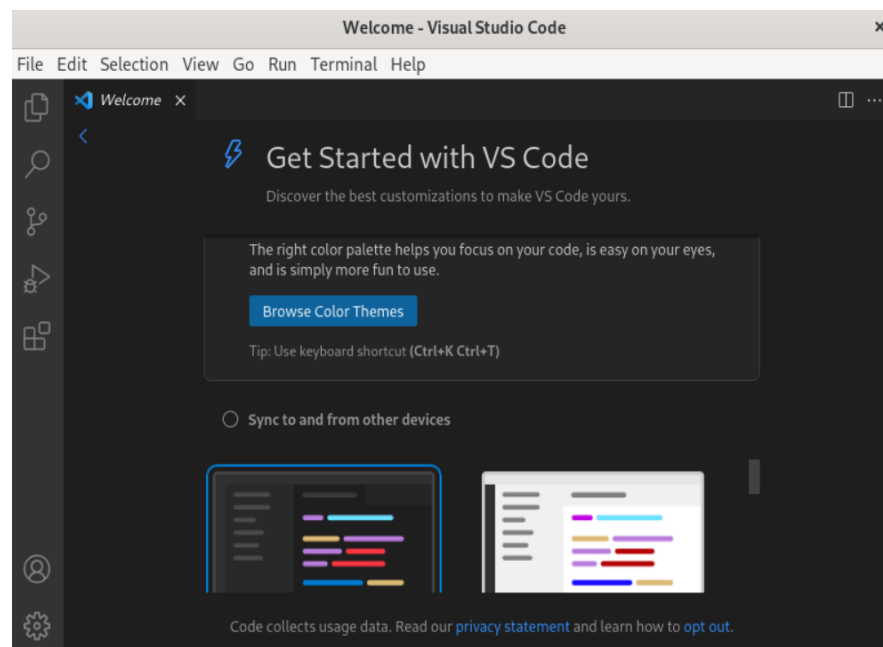 Welcome - Visual Studio Code
File Edit Selection View Go Run Terminal Help
Welcome
Get Started with VS Code
Discover the best customizations to make VS Code yours.
The right color palette helps you focus on your code, is easy on your eyes,
and is simply more fun to use.
Browse Color Themes
Tip: Use keyboard shortcut (Ctrl+K Ctrl+T)
Sync to and from other devices
Code collects usage data. Read our privacy statement and learn how to opt out.